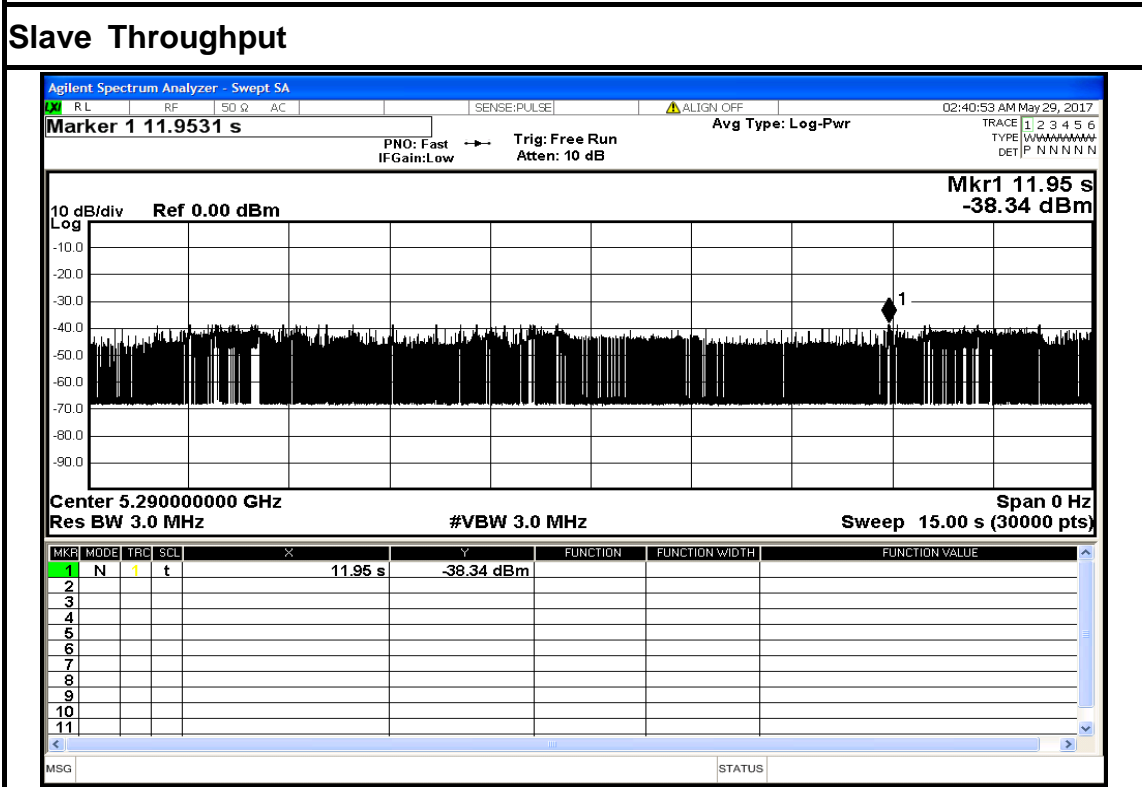 Slave Throughput
Agilent Spectrum Analyzer - Swept SA
LXI RL RF 50 Ω AC SENSE:PULSE ALIGN OFF 02:40:53 AM May 29, 2017
Marker 1 11.9531 s
PNO: Fast
IFGain:Low
Trig: Free Run
Atten: 10 dB
Avg Type: Log-Pwr
TRACE 1 2 3 4 5 6
TYPE WWWWWW
DET P N N N N N
Mkr1 11.95 s
-38.34 dBm
10 dB/div Ref 0.00 dBm
Log
-10.0
-20.0
-30.0
1
-40.0
-50.0
-60.0
-70.0
-80.0
-90.0
Center 5.290000000 GHz Span 0 Hz
Res BW 3.0 MHz #VBW 3.0 MHz Sweep 15.00 s (30000 pts)
MKR MODE TRC SCL X Y FUNCTION FUNCTION WIDTH FUNCTION VALUE
1 N 1 t 11.95 s -38.34 dBm
2
3
4
5
6
7
8
9
10
11
MSG STATUS